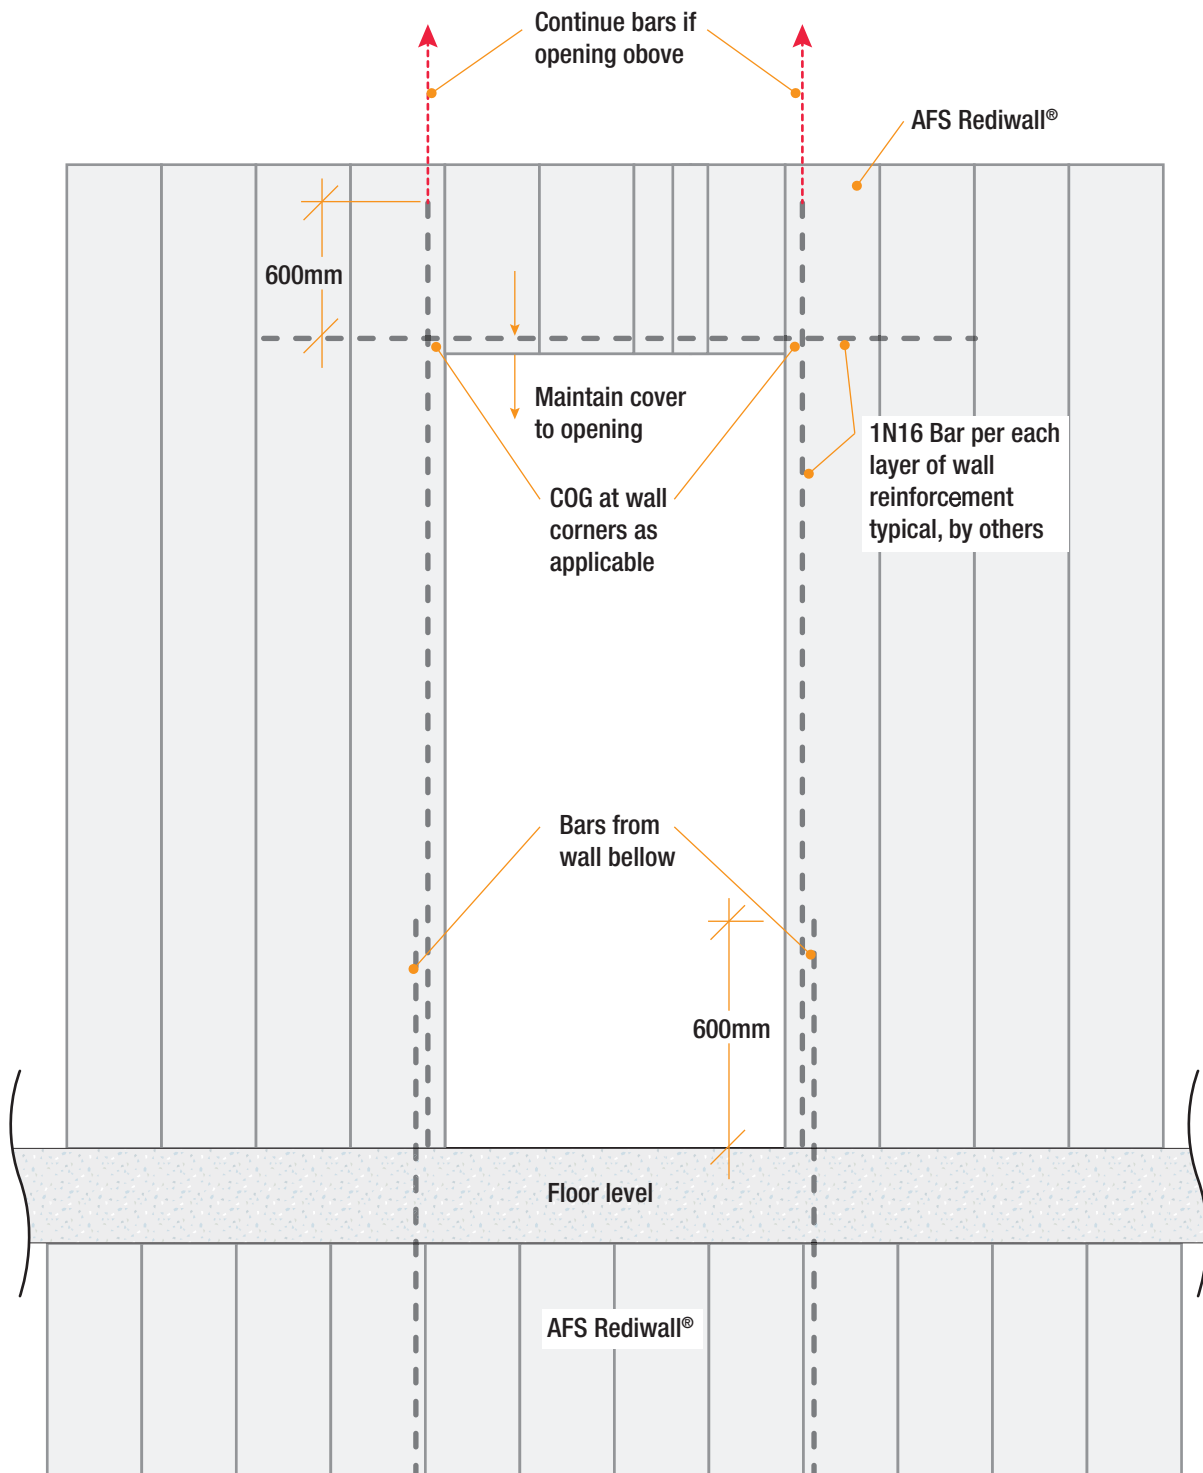 Continue bars if
opening obove
AFS Rediwall®
600mm
Maintain cover
to opening
1N16 Bar per each
layer of wall
reinforcement
typical, by others
COG at wall
corners as
applicable
Bars from
wall bellow
600mm
Floor level
AFS Rediwall®